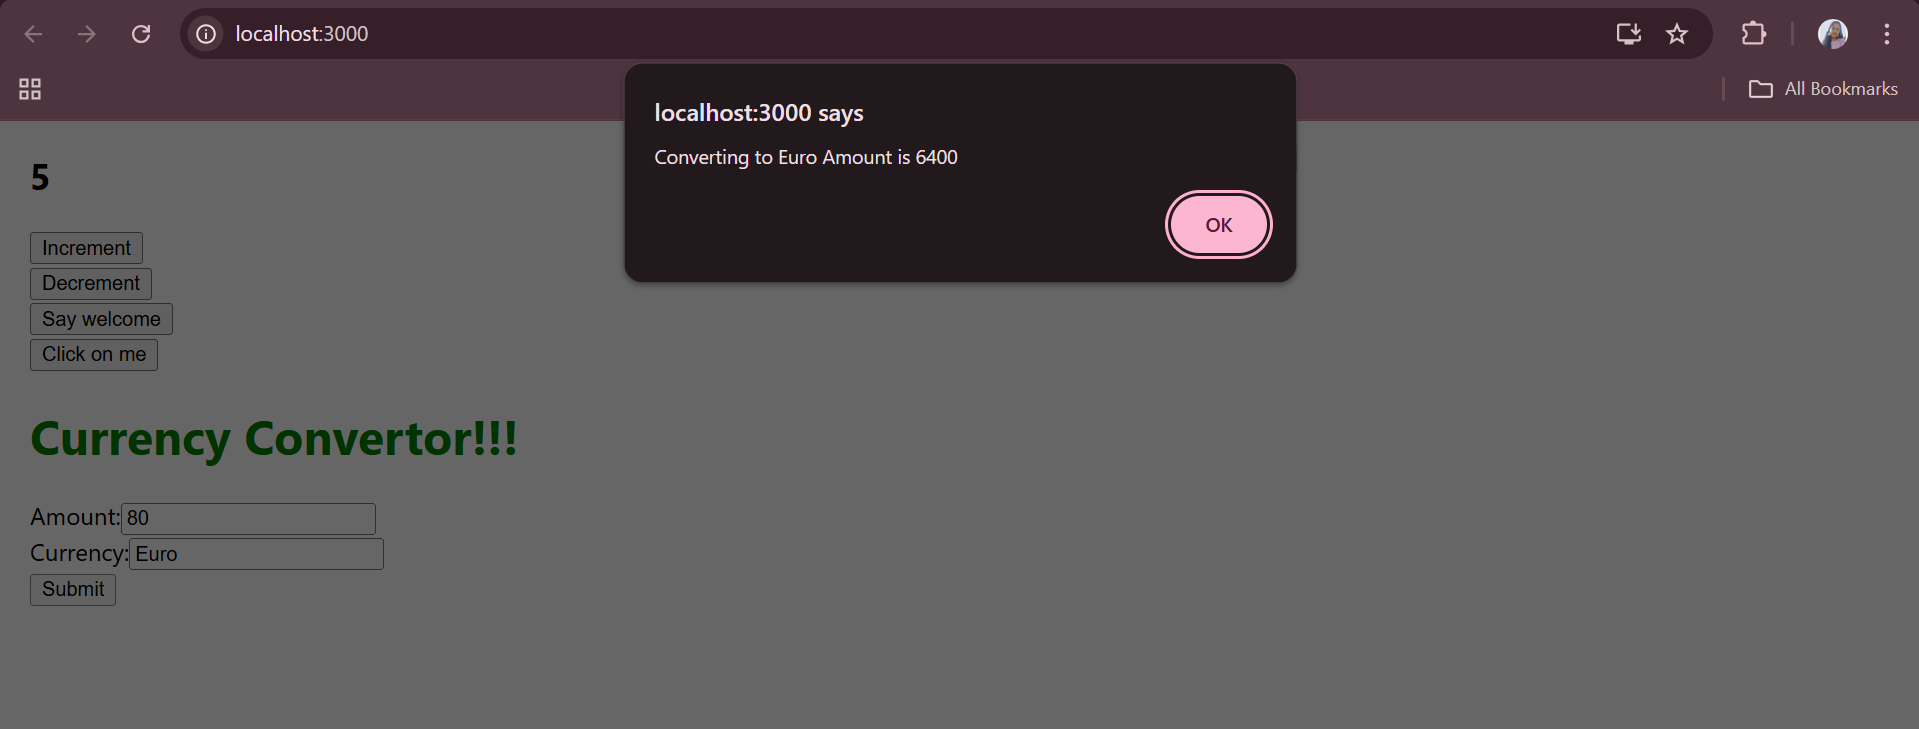 localhost:3000
All Bookmarks
localhost:3000 says
Converting to Euro Amount is 6400
OK
5
Increment
Decrement
Say welcome
Click on me
Currency Convertor!!!
Amount:80
Currency:Euro
Submit